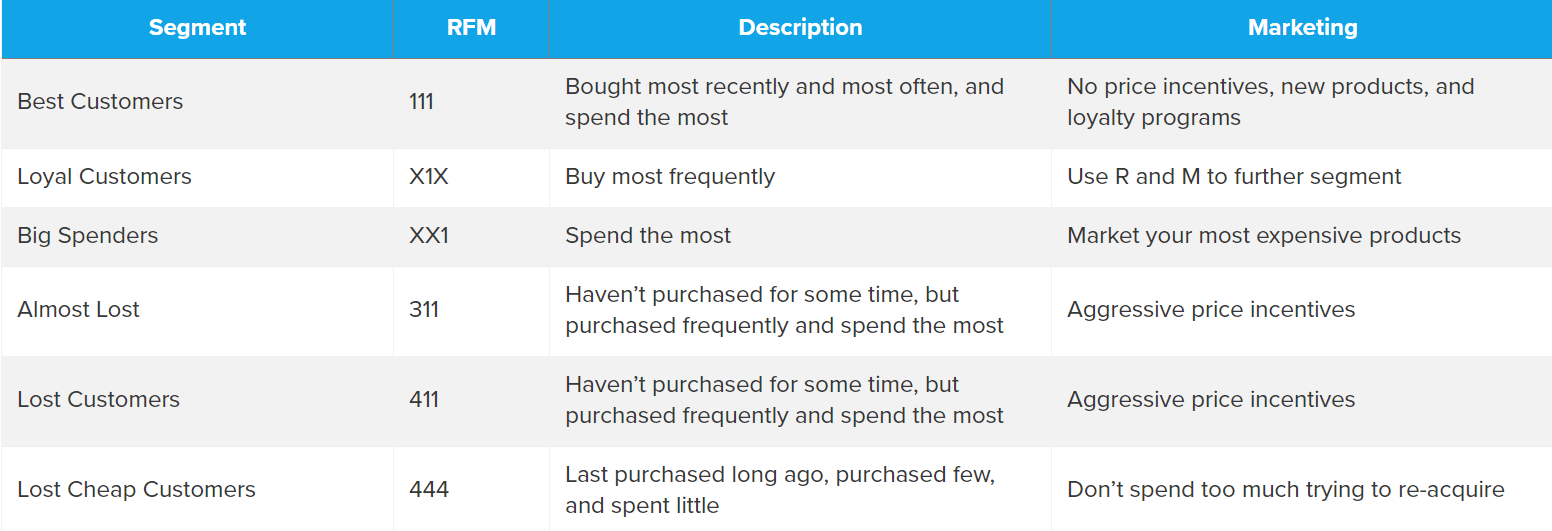 Segment RFM Description Marketing
Best Customers 111 Bought most recently and most often, and spend the most No price incentives, new products, and loyalty programs
Loyal Customers X1X Buy most frequently Use R and M to further segment
Big Spenders XX1 Spend the most Market your most expensive products
Almost Lost 311 Haven’t purchased for some time, but purchased frequently and spend the most Aggressive price incentives
Lost Customers 411 Haven’t purchased for some time, but purchased frequently and spend the most Aggressive price incentives
Lost Cheap Customers 444 Last purchased long ago, purchased few, and spent little Don’t spend too much trying to re-acquire